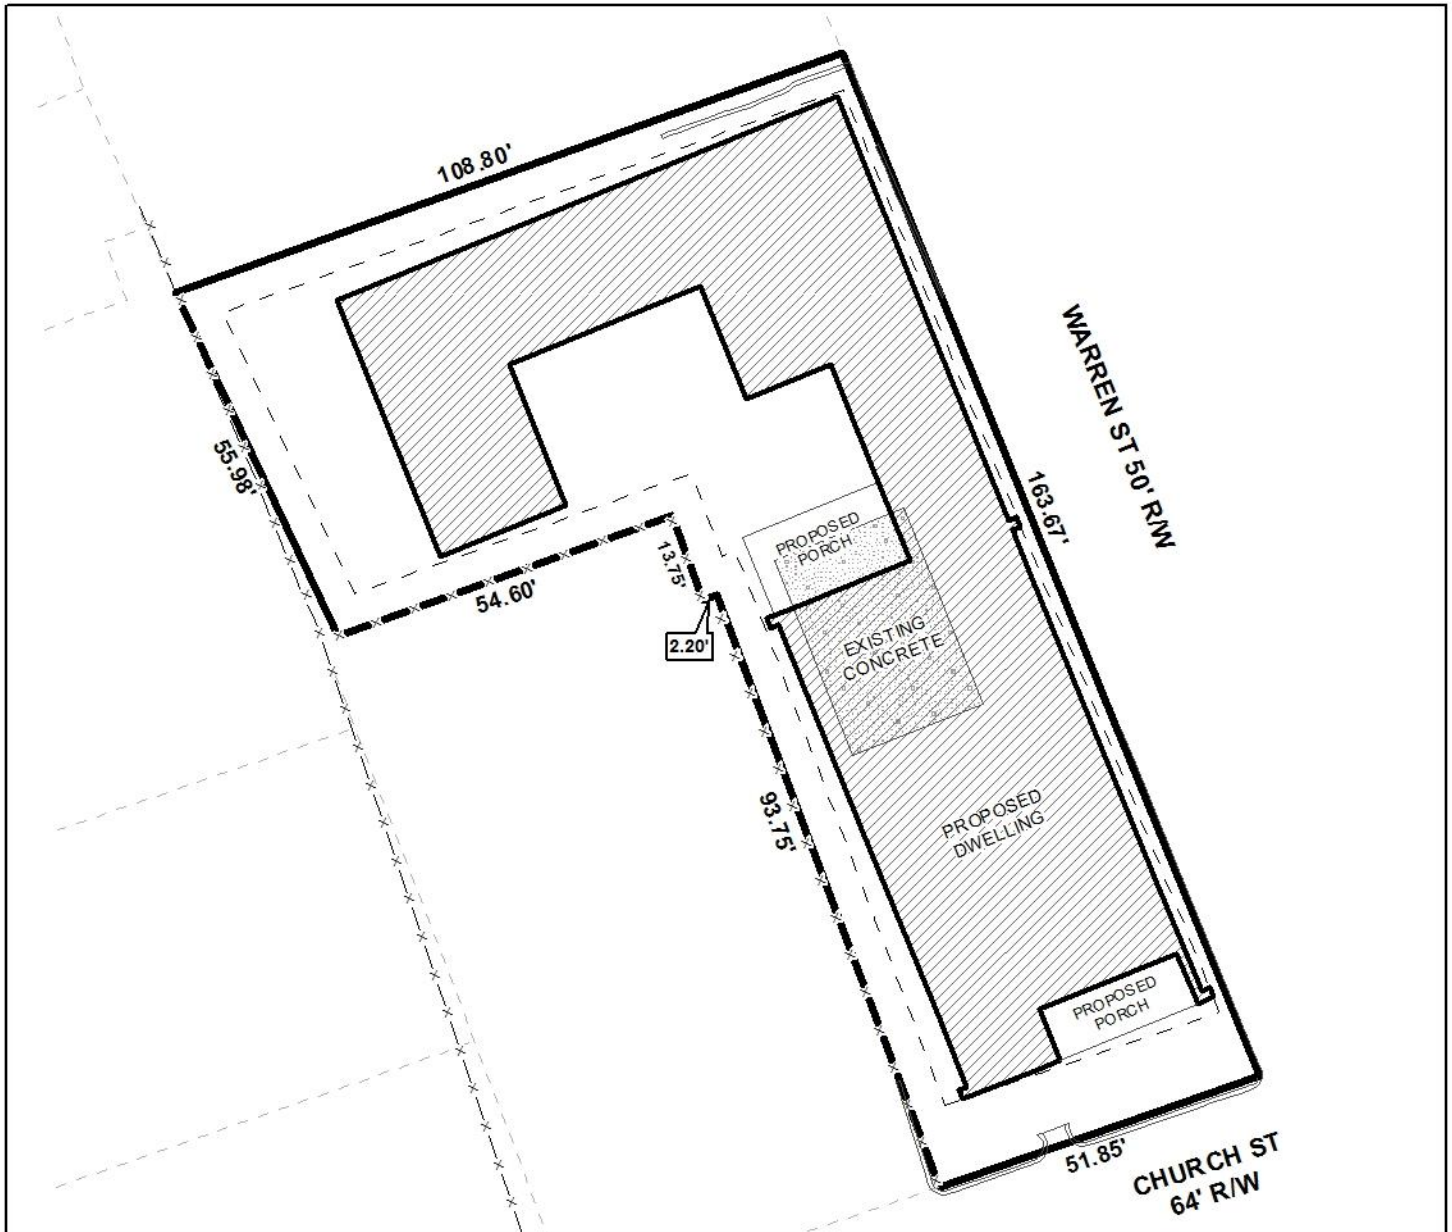 108.80'
WARREN ST 50' R/W
55.98'
163.67'
PROPOSED
PORCH
13.75'
54.60'
2.20'
EXISTING
CONCRETE
93.75'
PROPOSED
DWELLING
PROPOSED
PORCH
51.85'
CHURCH ST
64' R/W